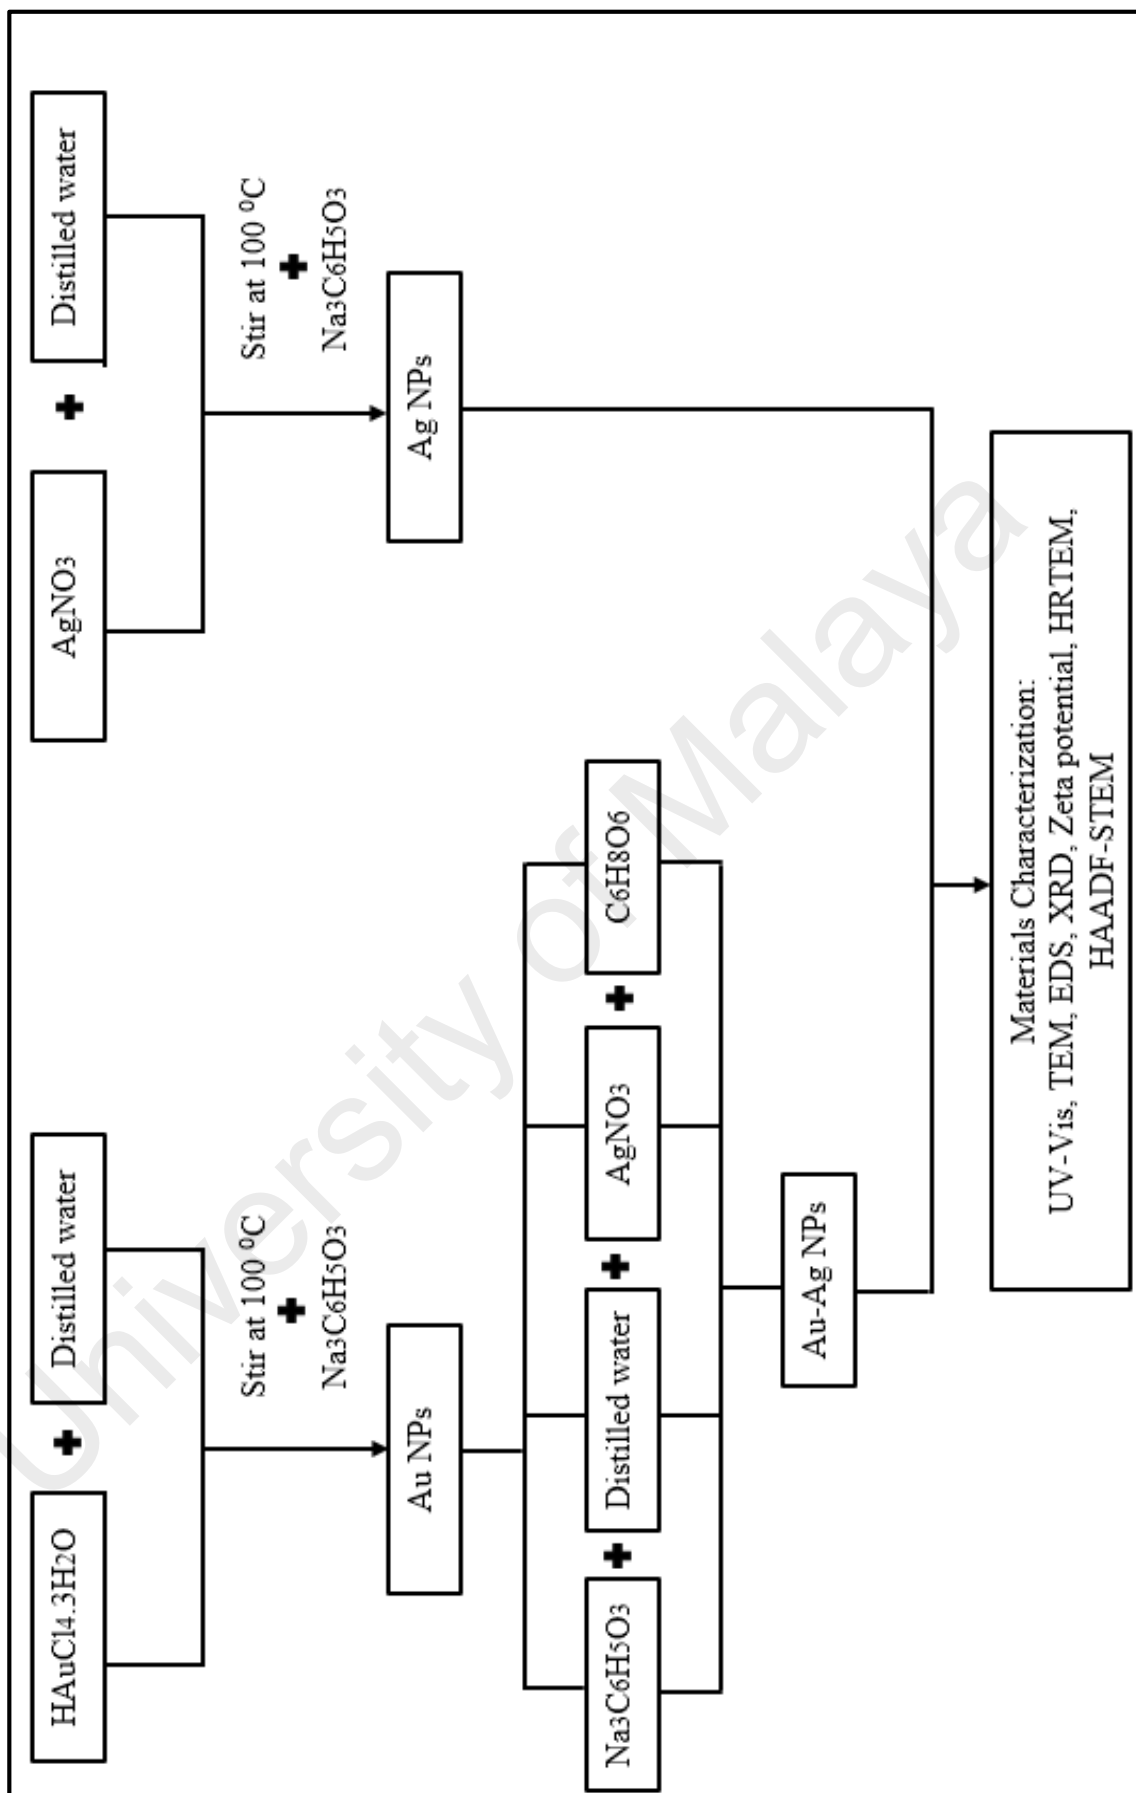 HAuCl4.3H2O
+
Distilled water
AgNO3
+
Distilled water
Stir at 100 ⁰C
+
Na3C6H5O3
Stir at 100 ⁰C
+
Na3C6H5O3
Au NPs
Ag NPs
Na3C6H5O3
+
Distilled water
+
AgNO3
+
C6H8O6
Au-Ag NPs
Materials Characterization:
UV-Vis, TEM, EDS, XRD, Zeta potential, HRTEM,
HAADF-STEM
University of Malaya